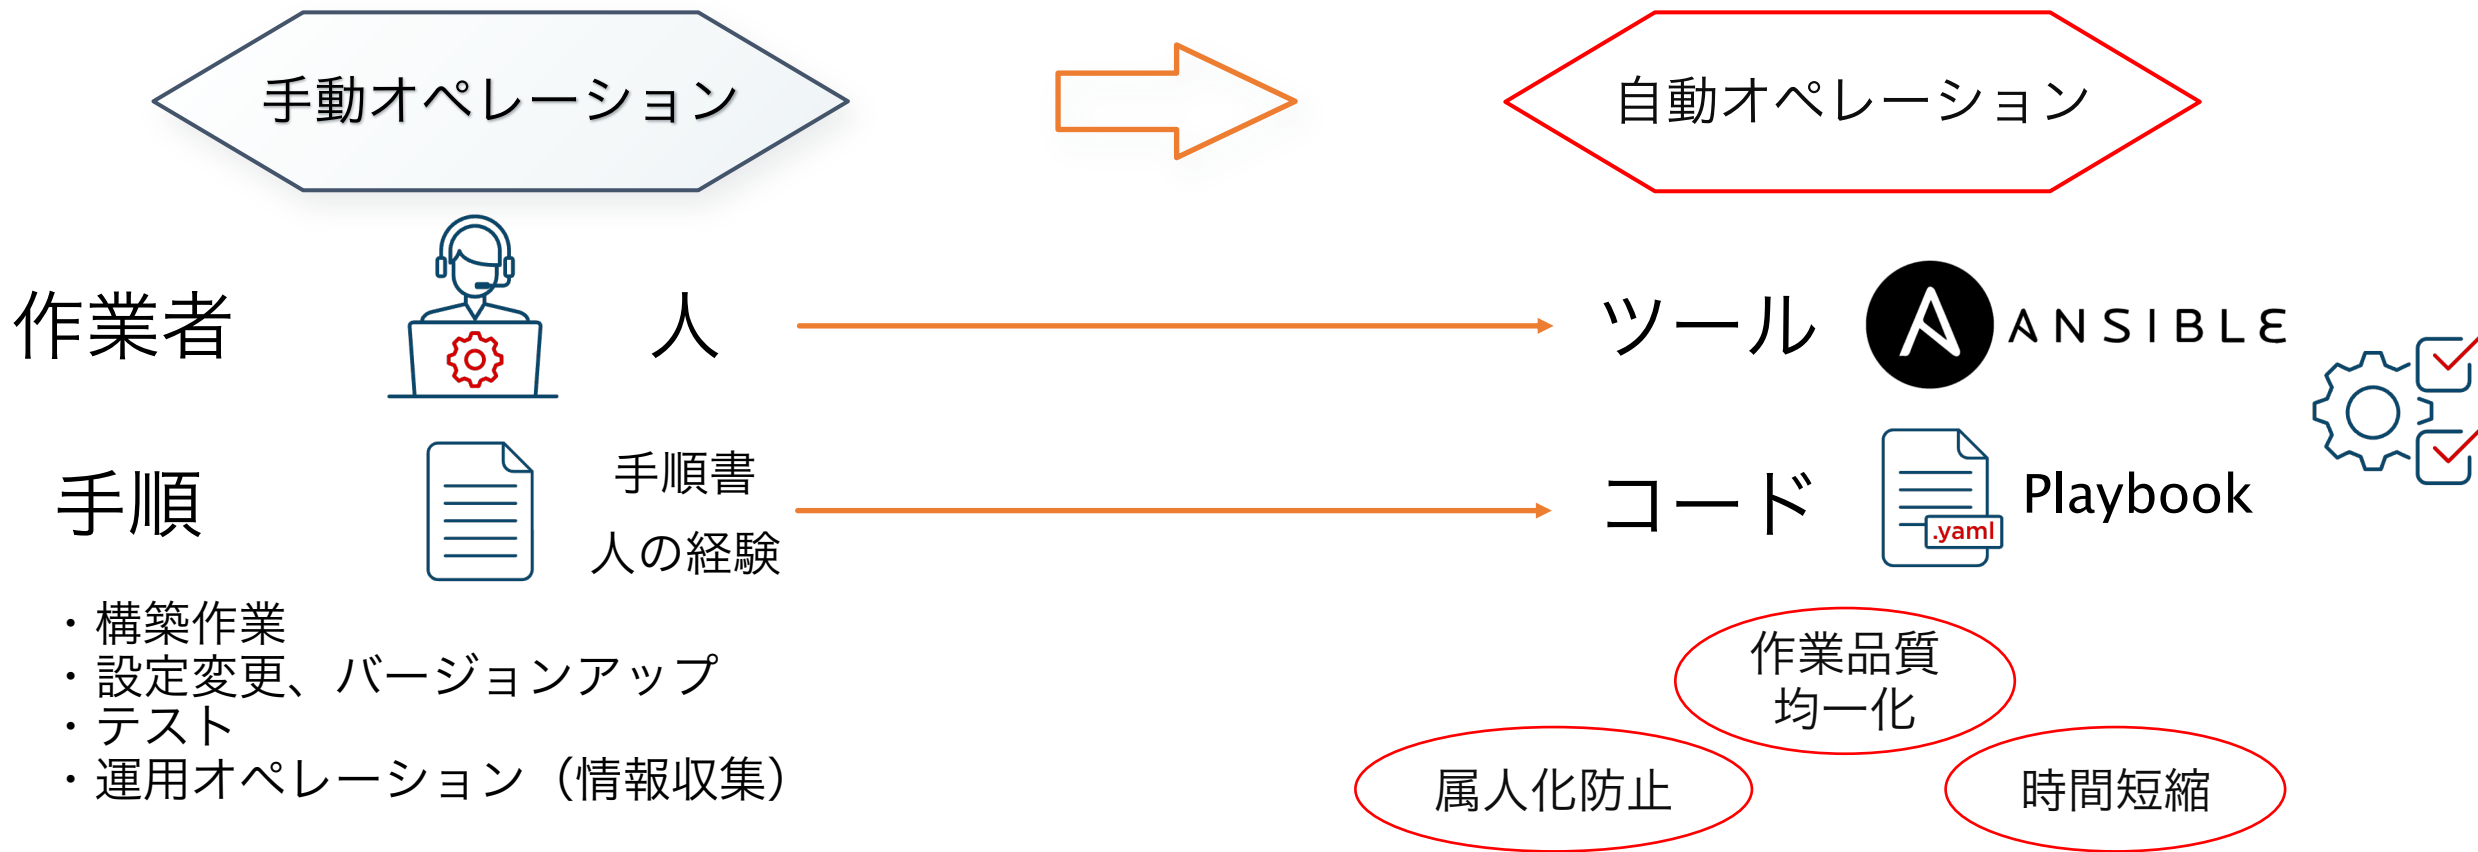 手動オペレーション
自動オペレーション
作業者
人
ツール
ANSIBLE
手順
手順書
人の経験
コード
.yaml
Playbook
・構築作業
・設定変更、バージョンアップ
・テスト
・運用オペレーション（情報収集）
作業品質
均一化
属人化防止
時間短縮